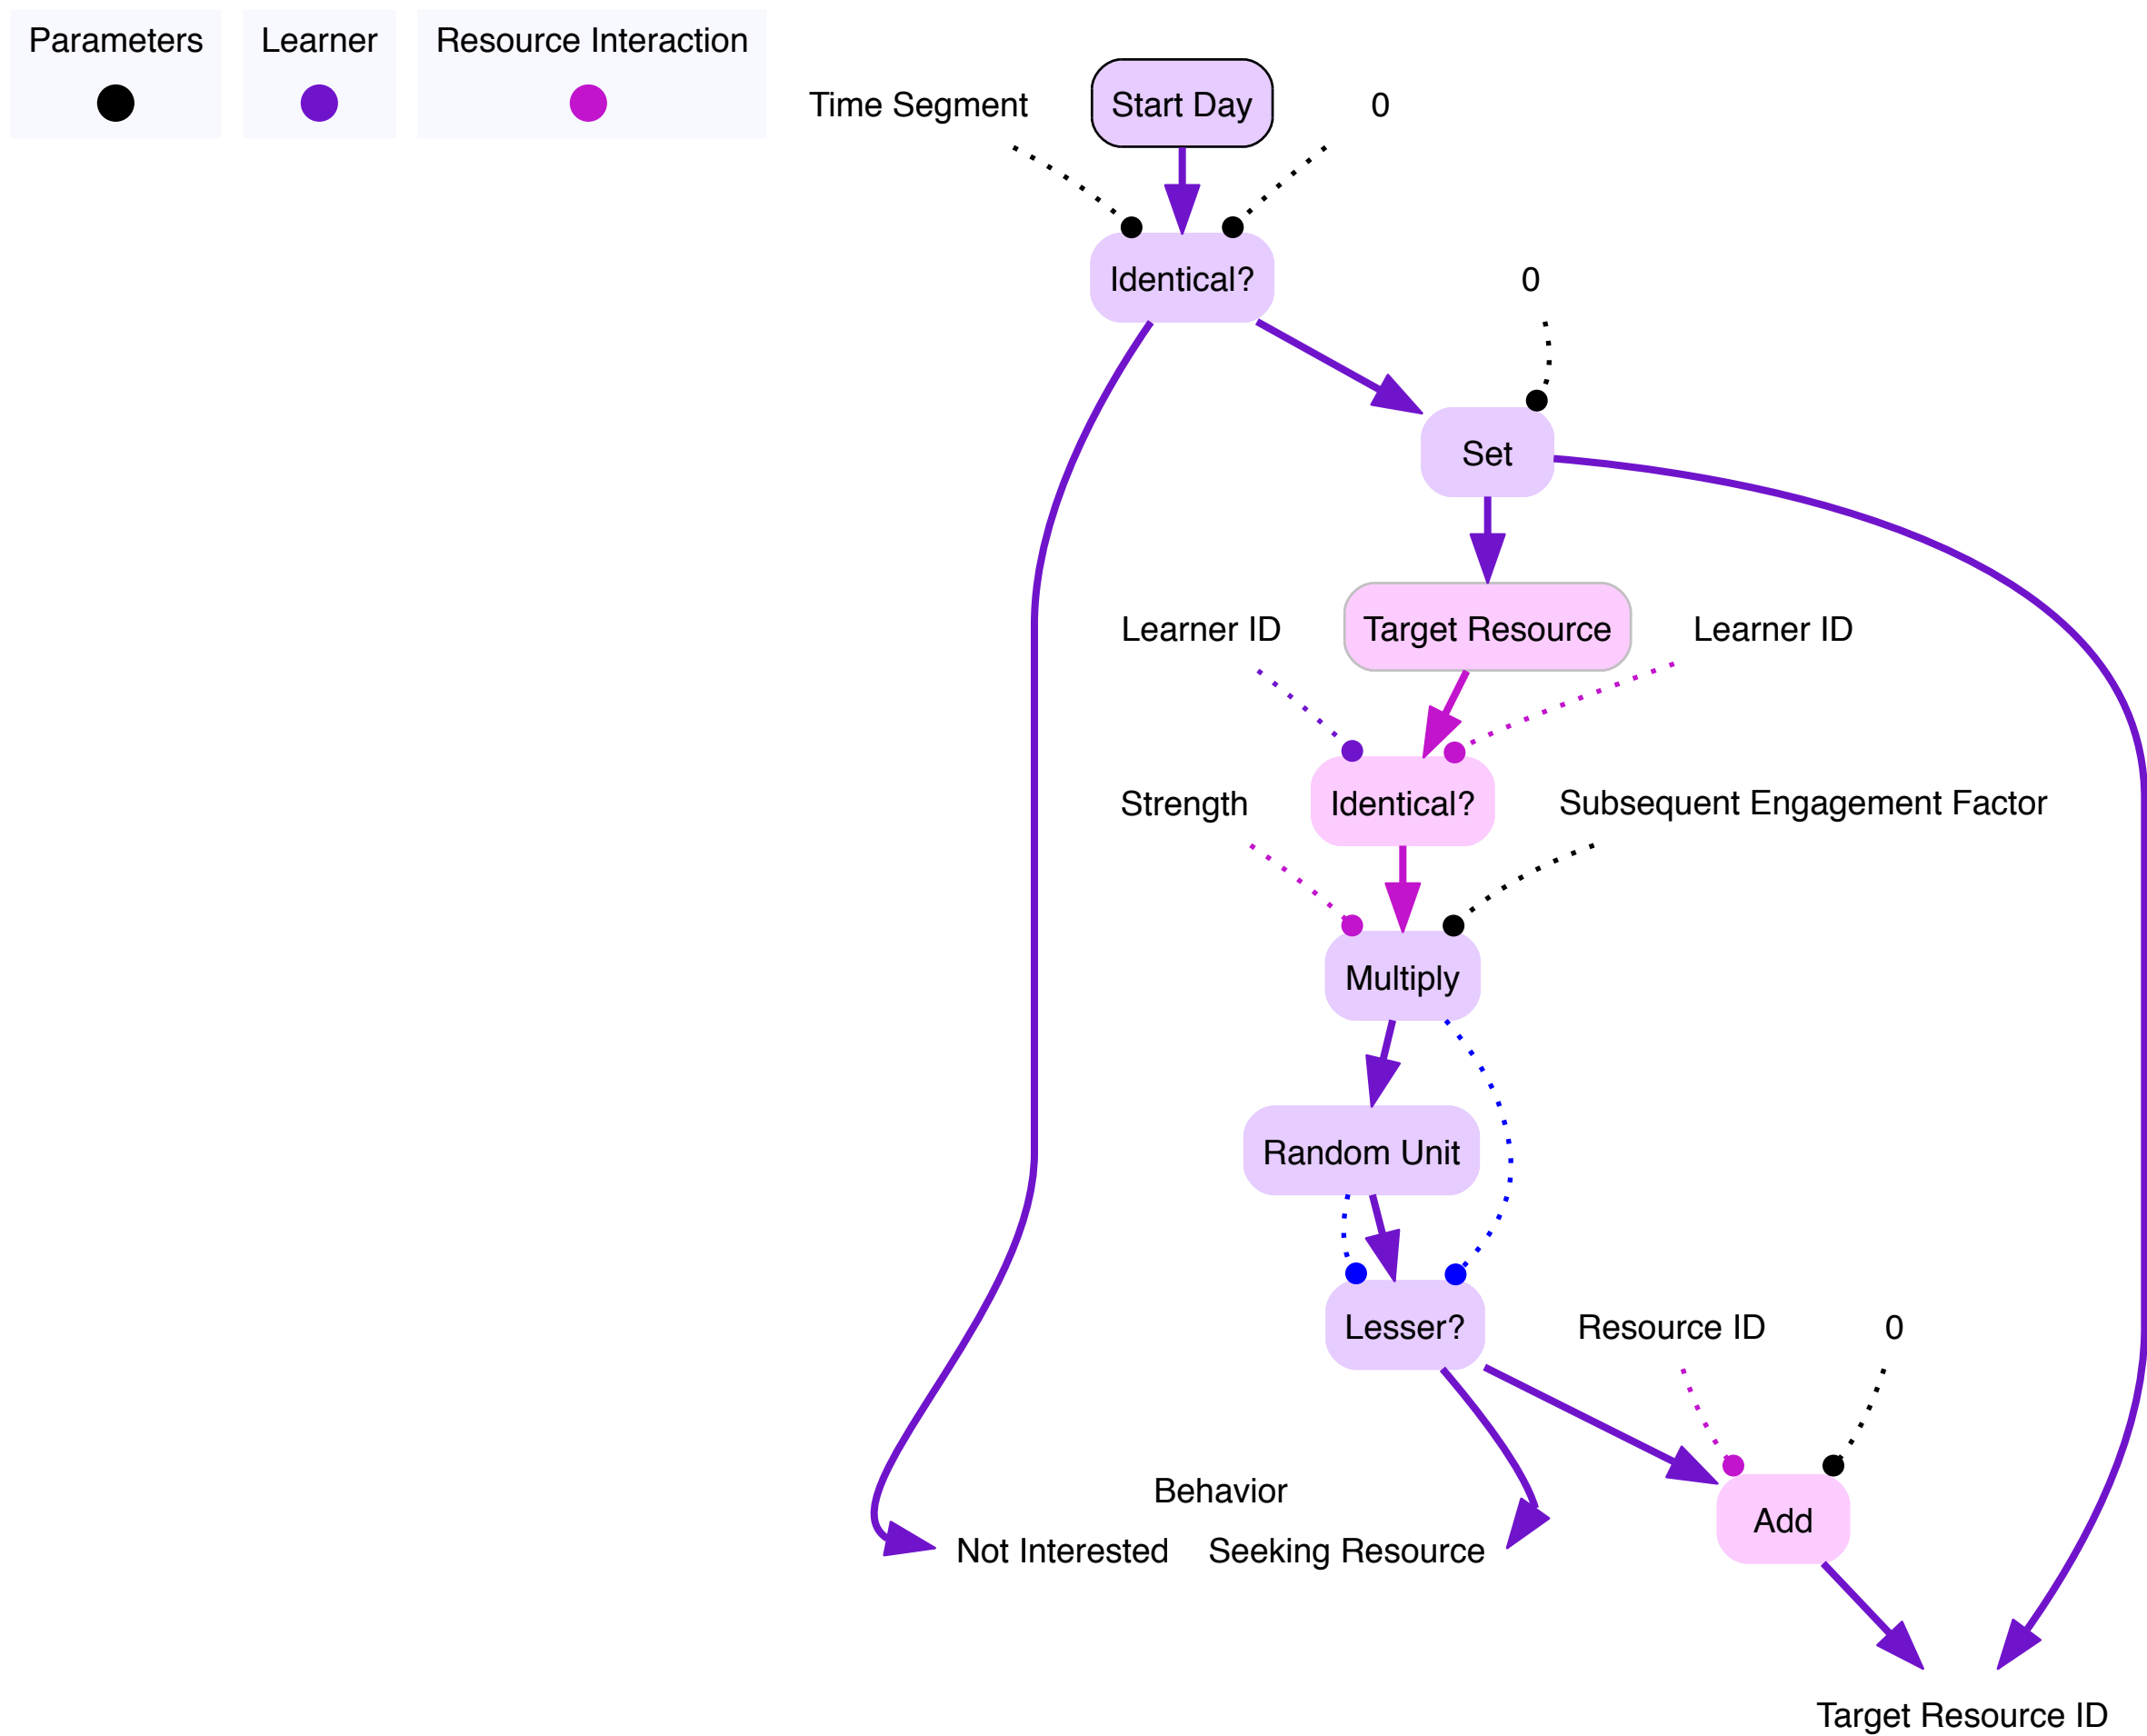 Parameters
Learner
Resource Interaction
Time Segment
Start Day
0
Identical?
0
Set
Learner ID
Target Resource
Learner ID
Strength
Identical?
Subsequent Engagement Factor
Multiply
Random Unit
Lesser?
Resource ID
0
Behavior
Not Interested
Seeking Resource
Add
Target Resource ID